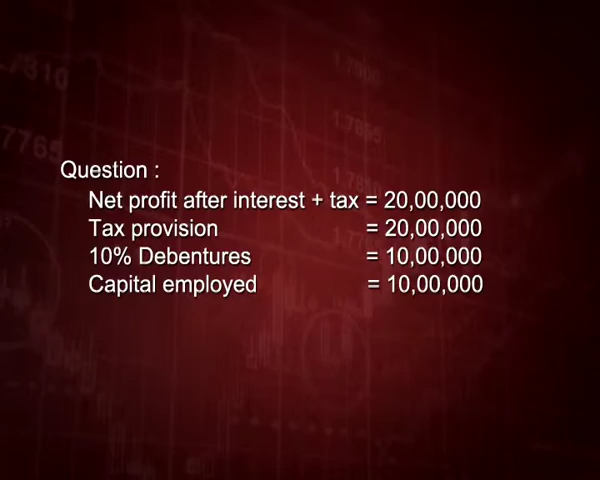 Question :
Net profit after interest + tax = 20,00,000
Tax provision = 20,00,000
10% Debentures = 10,00,000
Capital employed = 10,00,000